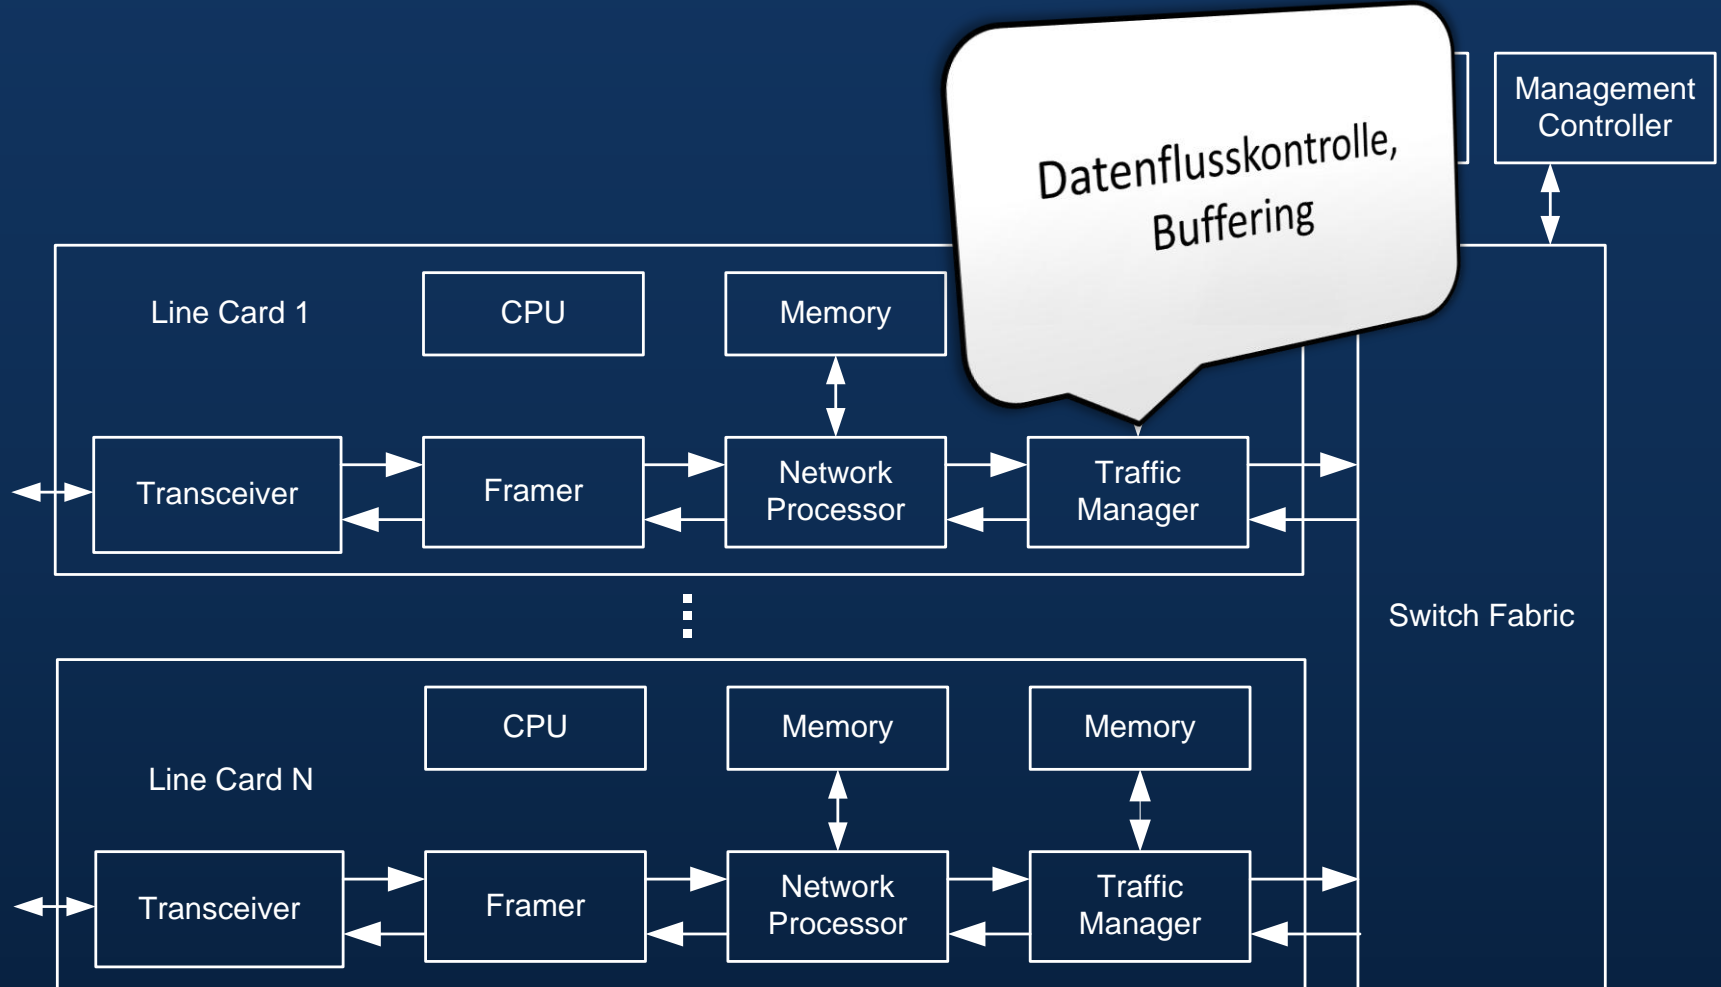 Management
Controller
Datenflusskontrolle,
Buffering
Line Card 1
CPU
Memory
Transceiver
Framer
Network
Processor
Traffic
Manager
Switch Fabric
Line Card N
CPU
Memory
Memory
Transceiver
Framer
Network
Processor
Traffic
Manager